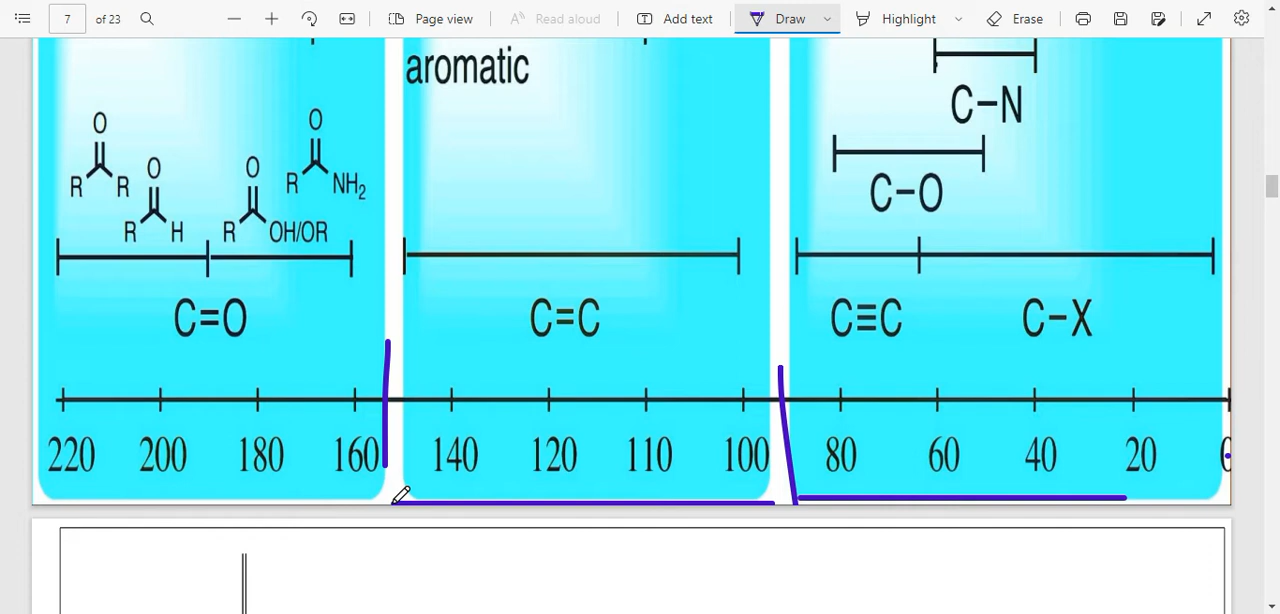 7 of 23 Page view Read aloud Add text Draw Highlight Erase
aromatic
C-N
C-O
O O O O
R R R H R OH/OR R NH₂
C=O C=C C≡C C-X
220 200 180 160 140 120 110 100 80 60 40 20 0